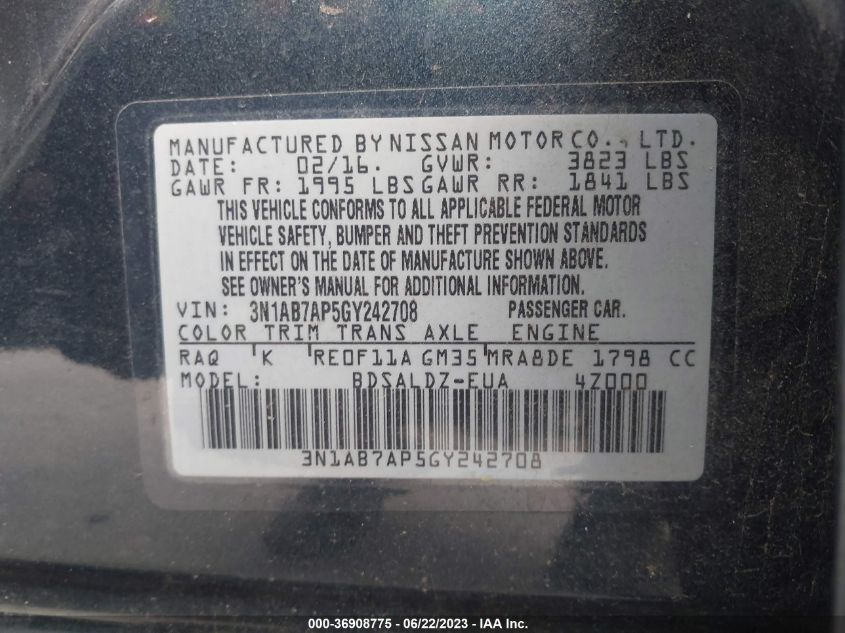 MANUFACTURED BY NISSAN MOTOR CO., LTD.
DATE: 02/16. GVWR: 3823 LBS
GAWR FR: 1995 LBS GAWR RR: 1841 LBS
THIS VEHICLE CONFORMS TO ALL APPLICABLE FEDERAL MOTOR
VEHICLE SAFETY, BUMPER AND THEFT PREVENTION STANDARDS
IN EFFECT ON THE DATE OF MANUFACTURE SHOWN ABOVE.
SEE OWNER'S MANUAL FOR ADDITIONAL INFORMATION.
VIN: 3N1AB7AP5GY242708 PASSENGER CAR.
COLOR TRIM TRANS AXLE ENGINE
RAQ K RE0F11A GM35 MRA8DE 1798 CC
MODEL: BDSALDZ-EUA 4Z000
3N1AB7AP5GY242708
000-36908775 - 06/22/2023 - IAA Inc.